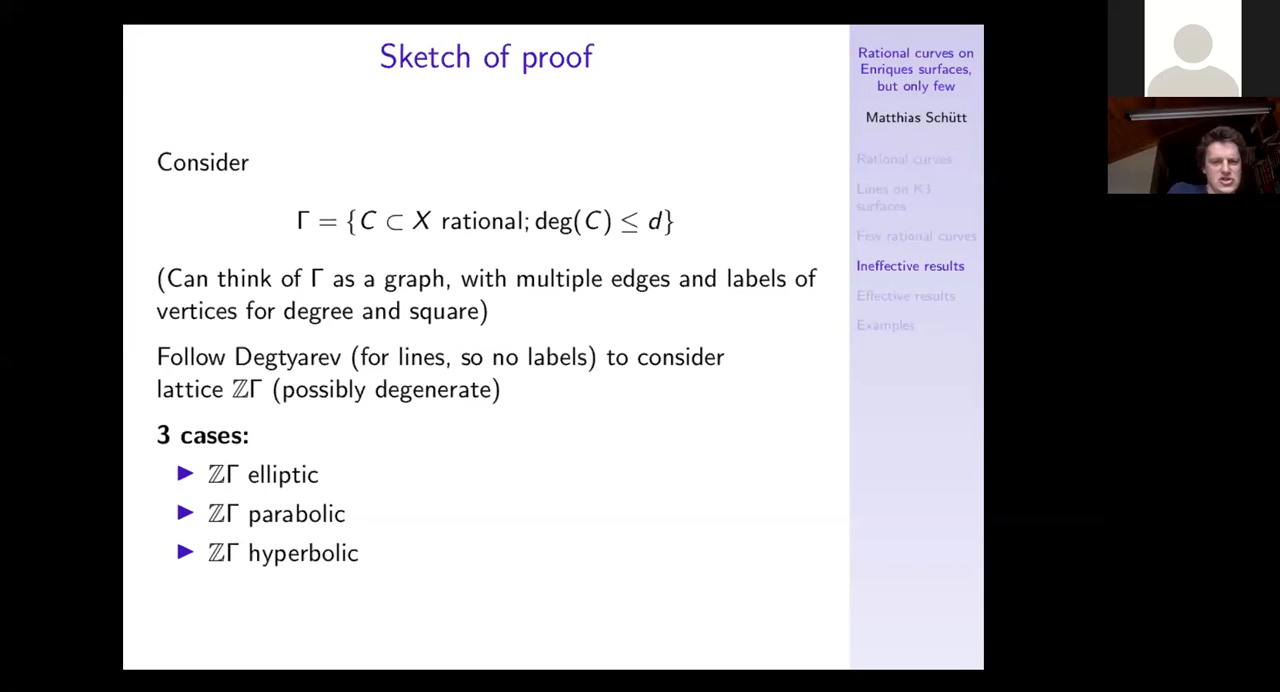 Sketch of proof
Consider
Γ = {C ⊂ X rational; deg(C) ≤ d}
(Can think of Γ as a graph, with multiple edges and labels of
vertices for degree and square)
Follow Degtyarev (for lines, so no labels) to consider
lattice ℤΓ (possibly degenerate)
3 cases:
▶ ℤΓ elliptic
▶ ℤΓ parabolic
▶ ℤΓ hyperbolic
Rational curves on
Enriques surfaces,
but only few
Matthias Schütt
Rational curves
Lines on K3
surfaces
Few rational curves
Ineffective results
Effective results
Examples